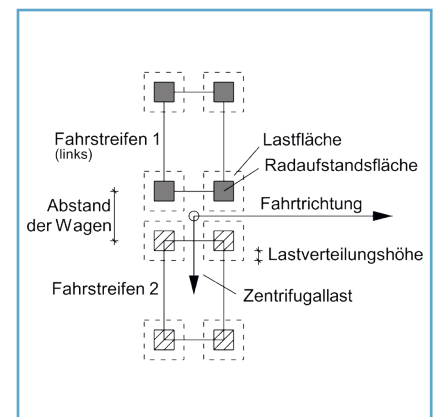 Fahrstreifen 1
(links)
Lastfläche
Radaufstandsfläche
Abstand
der Wagen
Fahrtrichtung
Lastverteilungshöhe
Fahrstreifen 2
Zentrifugallast